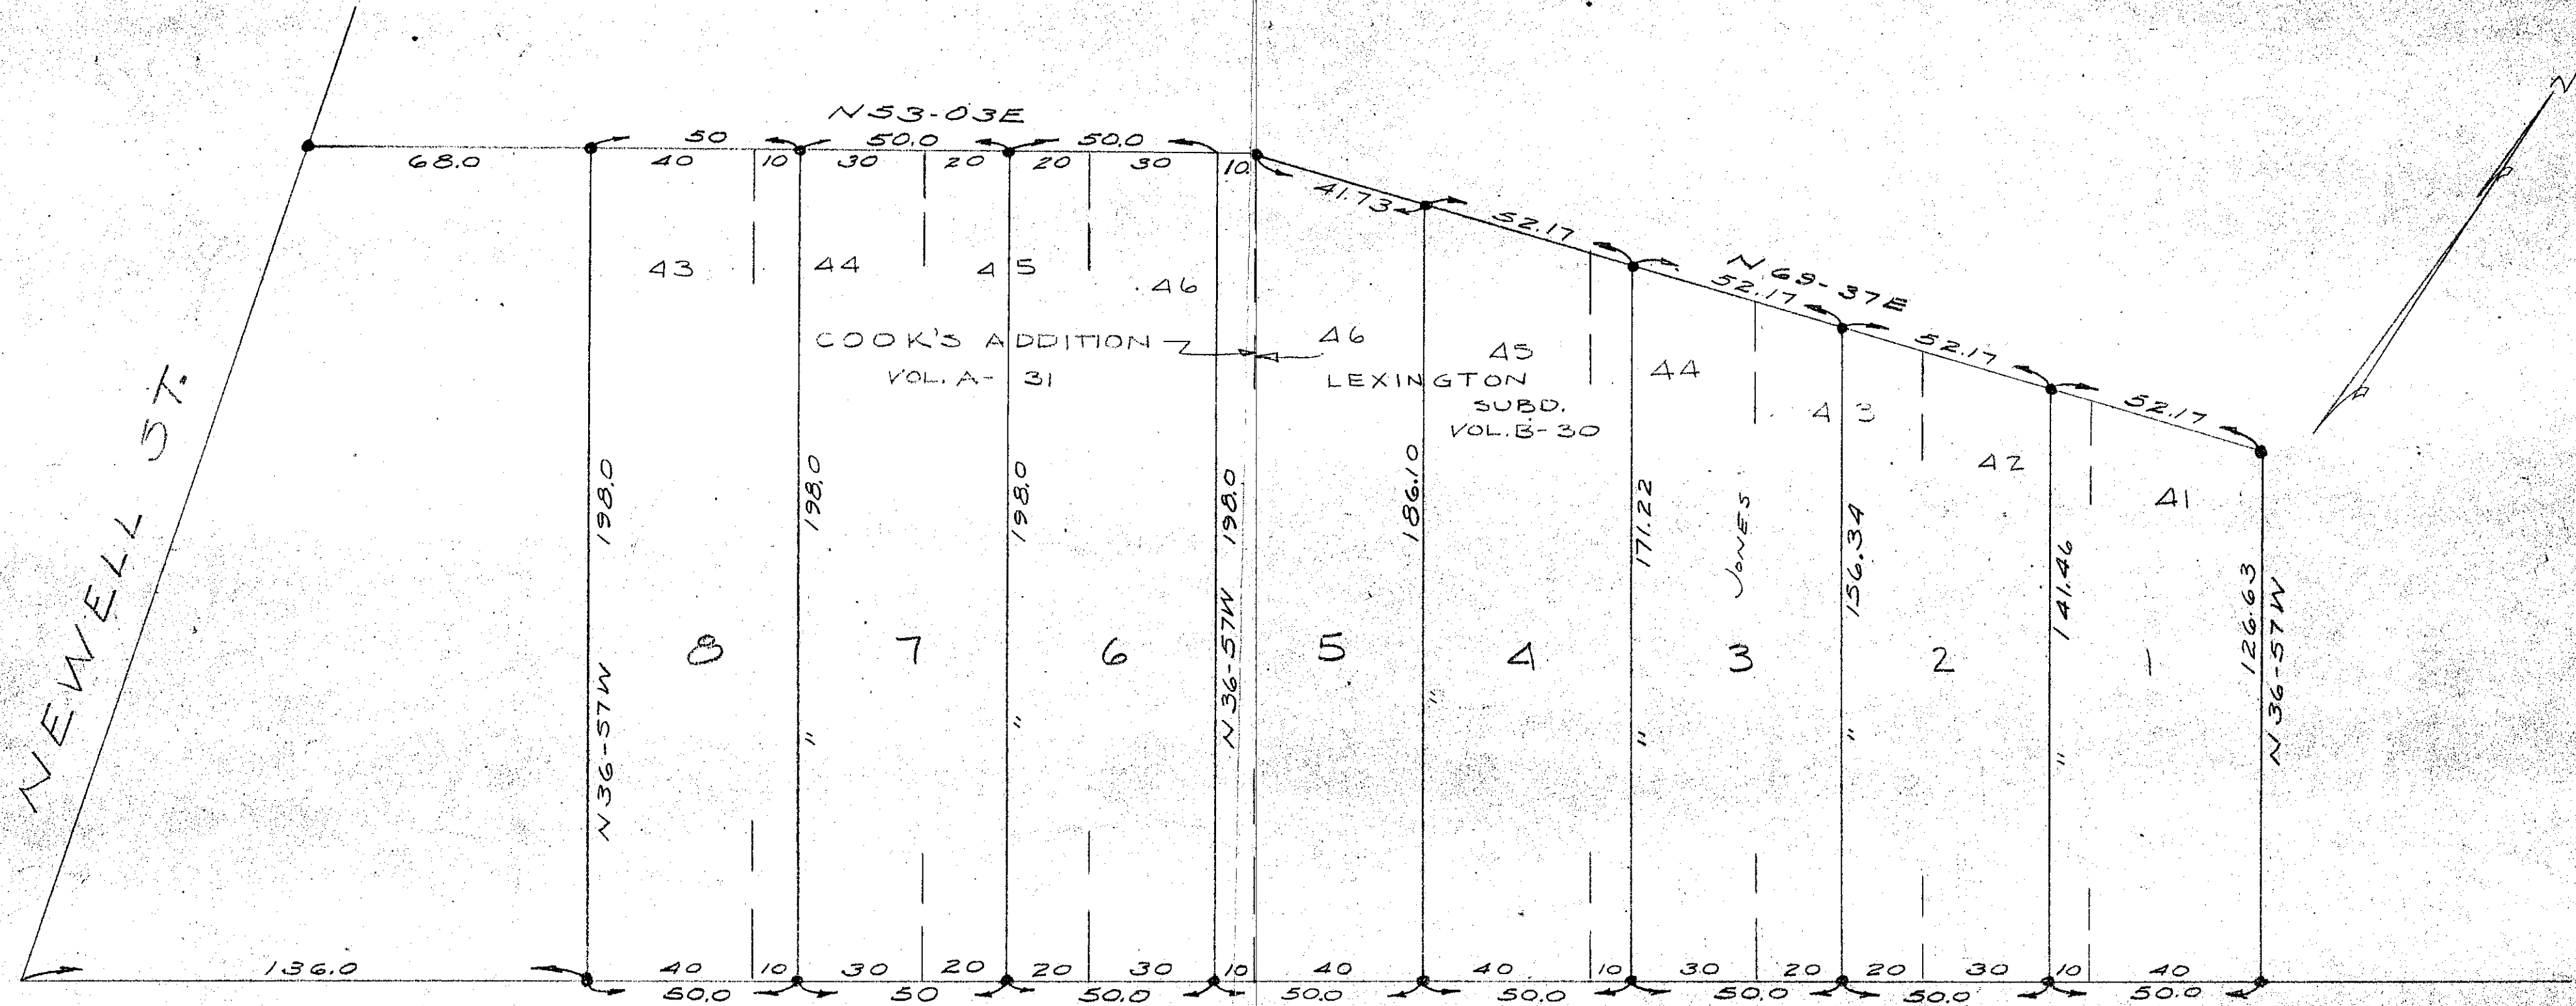 N
N53-03E
50 50.0 50.0
68.0 40 10 30 20 20 30 10
41.73 52.17 52.17 52.17 52.17
N 69-37E
43 44 45 46
46 45 44 43 42 41
COOK'S ADDITION
VOL. A-31
LEXINGTON
SUBD.
VOL. B-30
NEWELL ST.
198.0 198.0 198.0 198.0 186.10 171.22 156.34 141.46 126.63
JONES
N 36-57W " " N 36-57W " " " " N 36-57W
8 7 6 5 4 3 2 1
136.0 40 10 30 20 20 30 10 40 40 10 30 20 20 30 10 40
50.0 50 50.0 50.0 50.0 50.0 50.0 50.0